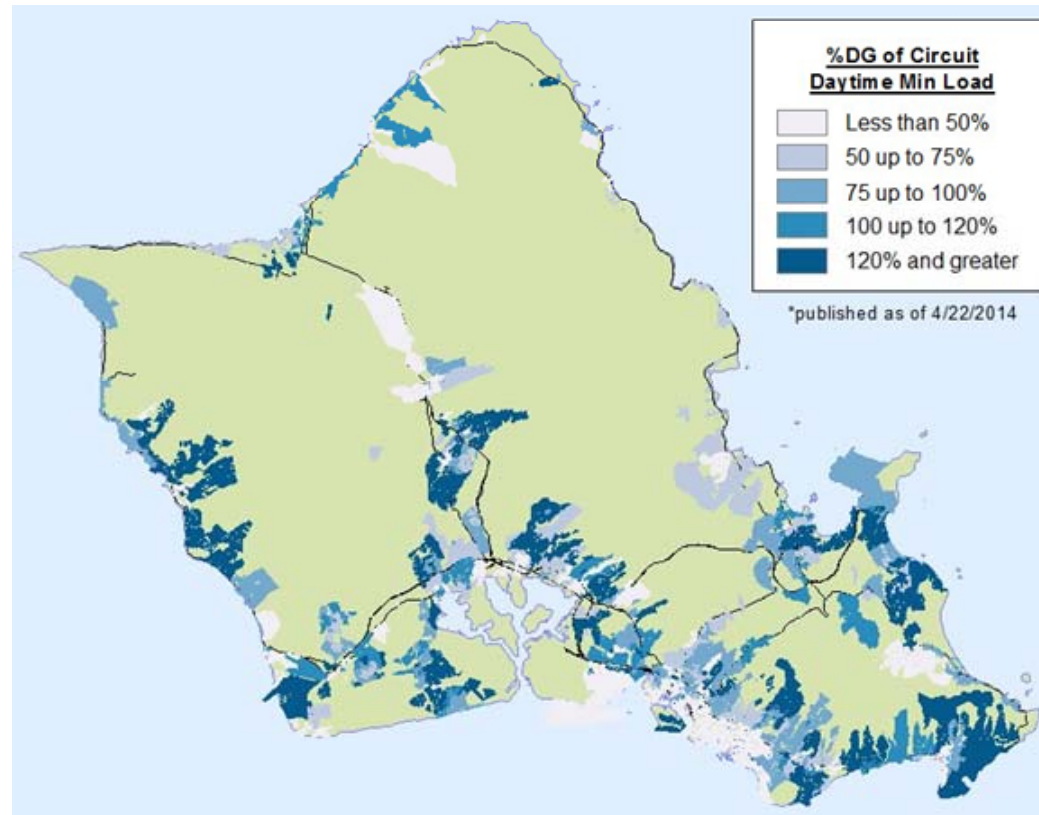 %DG of Circuit
Daytime Min Load
Less than 50%
50 up to 75%
75 up to 100%
100 up to 120%
120% and greater
*published as of 4/22/2014